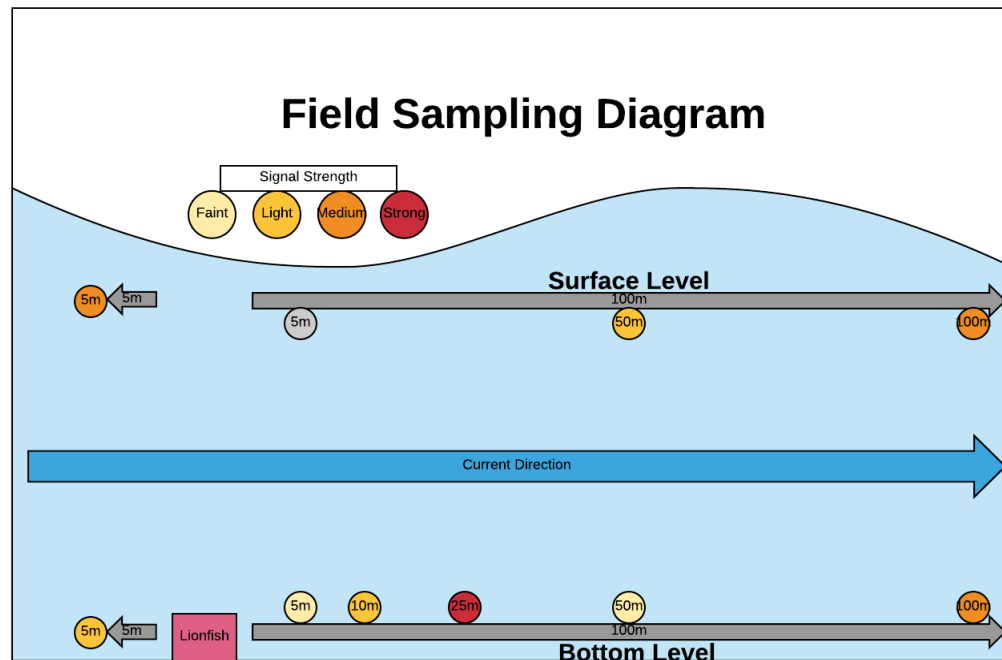 Field Sampling Diagram
Signal Strength
Faint Light Medium Strong
Surface Level
5m 5m 100m
5m 50m 100m
Current Direction
5m 10m 25m 50m 100m
5m 5m Lionfish 100m
Bottom Level